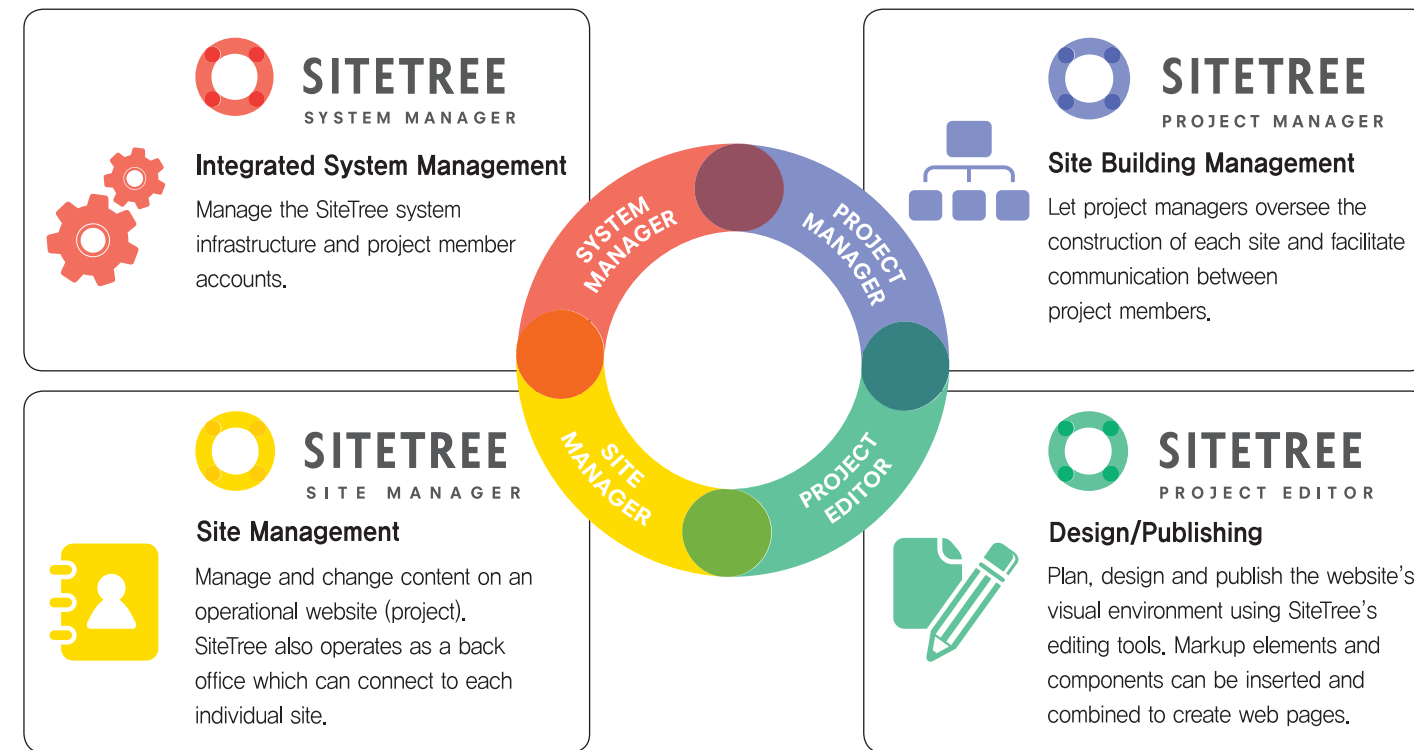 SITETREE
SYSTEM MANAGER
Integrated System Management
Manage the SiteTree system
infrastructure and project member
accounts.
SITETREE
PROJECT MANAGER
Site Building Management
Let project managers oversee the
construction of each site and facilitate
communication between
project members.
SYSTEM
MANAGER
PROJECT
MANAGER
SITE
MANAGER
PROJECT
EDITOR
SITETREE
SITE MANAGER
Site Management
Manage and change content on an
operational website (project).
SiteTree also operates as a back
office which can connect to each
individual site.
SITETREE
PROJECT EDITOR
Design/Publishing
Plan, design and publish the website's
visual environment using SiteTree's
editing tools. Markup elements and
components can be inserted and
combined to create web pages.